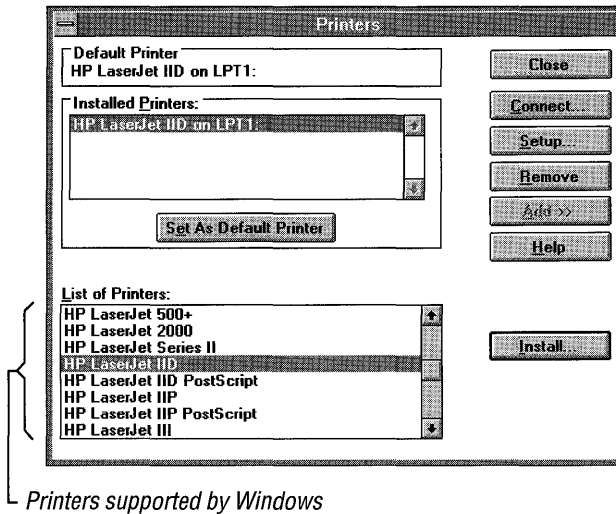 Printers
Default Printer
HP LaserJet IID on LPT1:
Installed Printers:
HP LaserJet IID on LPT1:
Set As Default Printer
Close
Connect...
Setup...
Remove
Add >>
Help
List of Printers:
HP LaserJet 500+
HP LaserJet 2000
HP LaserJet Series II
HP LaserJet IID
HP LaserJet IID PostScript
HP LaserJet IIP
HP LaserJet IIP PostScript
HP LaserJet III
Install...
Printers supported by Windows